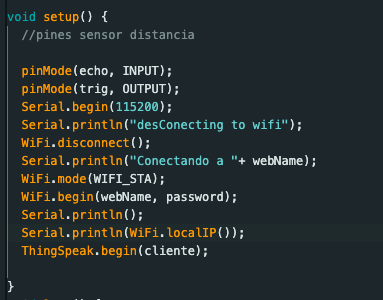 void setup() {
//pines sensor distancia
pinMode(echo, INPUT);
pinMode(trig, OUTPUT);
Serial.begin(115200);
Serial.println("desConecting to wifi");
WiFi.disconnect();
Serial.println("Conectando a "+ webName);
WiFi.mode(WIFI_STA);
WiFi.begin(webName, password);
Serial.println();
Serial.println(WiFi.localIP());
ThingSpeak.begin(cliente);
}